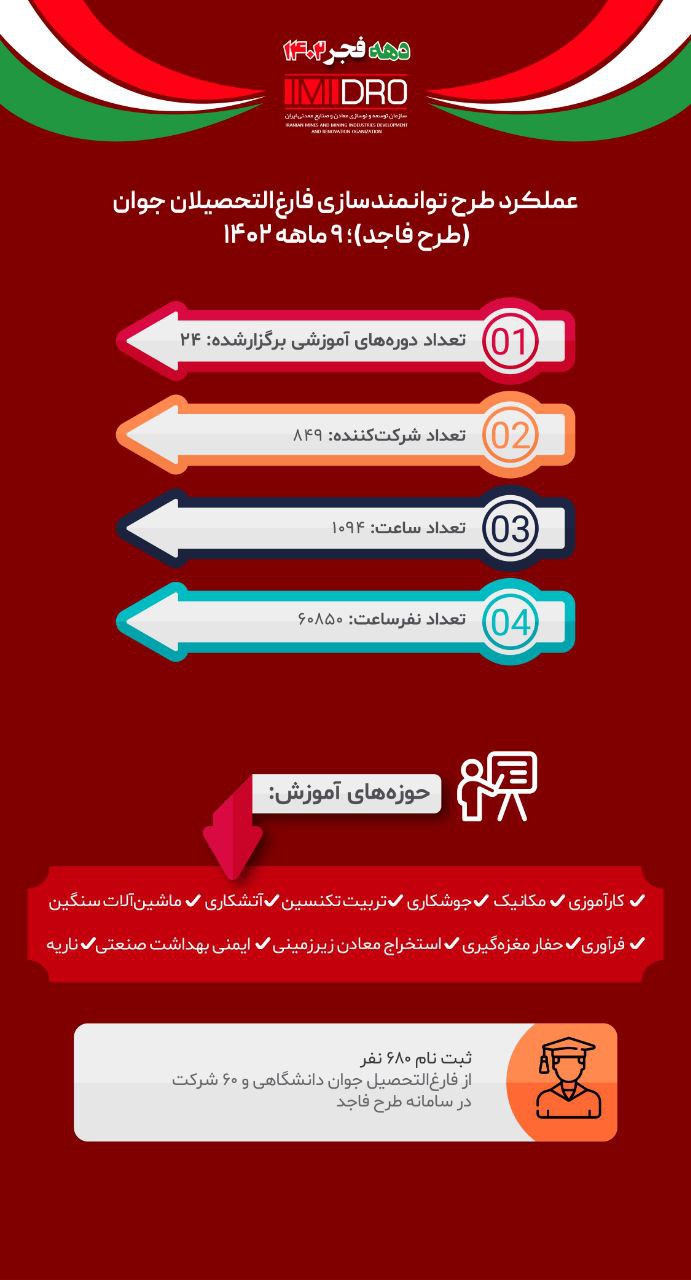 دهه فجر ۱۴۰۲
IMIDRO
سازمان توسعه و نوسازی معادن و صنایع معدنی ایران
IRANIAN MINES AND MINING INDUSTRIES DEVELOPMENT
AND RENOVATION OGANIZATION
عملکرد طرح توانمندسازی فارغ‌التحصیلان جوان
(طرح فاجد)؛ ۹ ماهه ۱۴۰۲
01 تعداد دوره‌های آموزشی برگزارشده: ۲۴
02 تعداد شرکت‌کننده: ۸۴۹
03 تعداد ساعت: ۱۰۹۴
04 تعداد نفرساعت: ۶۰۸۵۰
حوزه‌های آموزش:
✔ کارآموزی ✔ مکانیک ✔ جوشکاری ✔ تربیت تکنسین ✔ آتشکاری ✔ ماشین‌آلات سنگین
✔ فرآوری ✔ حفار مغزه‌گیری ✔ استخراج معادن زیرزمینی ✔ ایمنی بهداشت صنعتی ✔ ناریه
ثبت نام ۶۸۰ نفر
از فارغ‌التحصیل جوان دانشگاهی و ۶۰ شرکت
در سامانه طرح فاجد